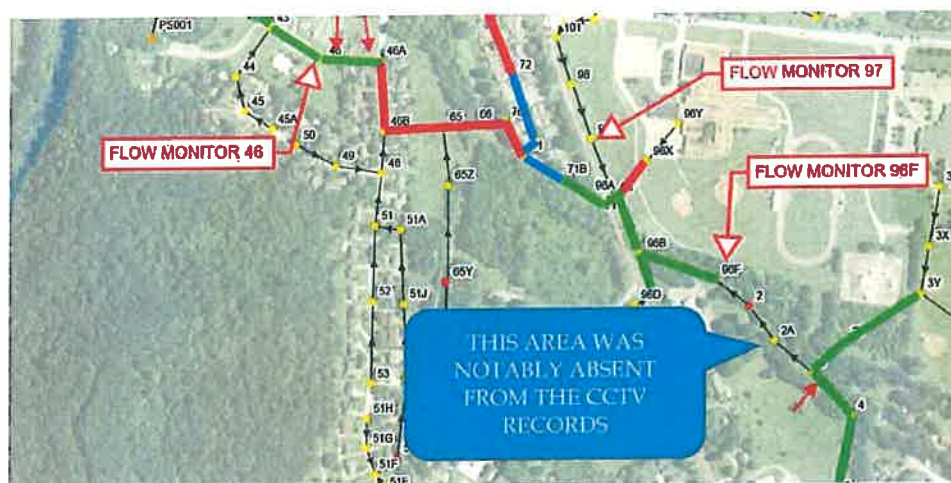 PS001
43
46
46A
72
101
98
FLOW MONITOR 97
44
45
45A
50
65
66
46B
96Y
96X
FLOW MONITOR 46
49
48
65Z
71B
96A
FLOW MONITOR 96F
51
51A
96B
96F
3X
65Y
96D
2
3Y
52
51J
2A
THIS AREA WAS
NOTABLY ABSENT
FROM THE CCTV
RECORDS
53
4
51H
51G
51F
51E